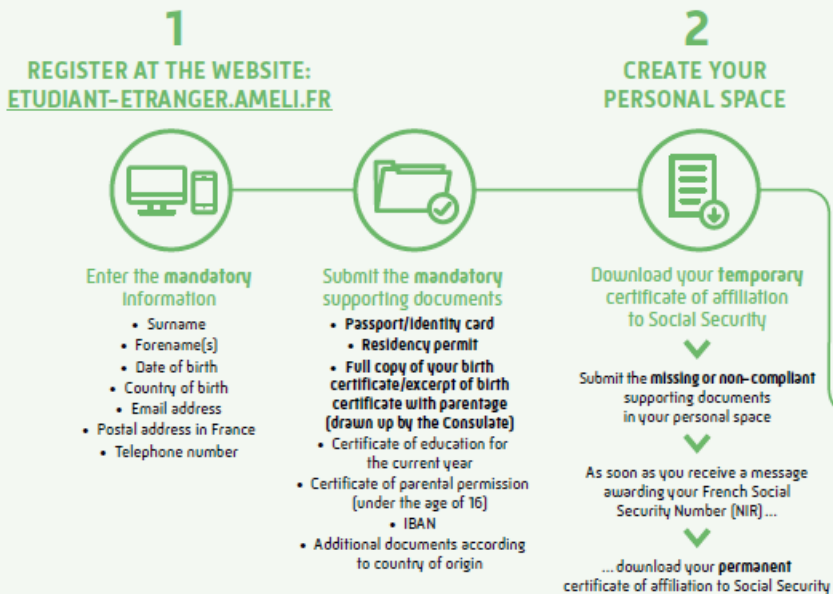 1
REGISTER AT THE WEBSITE:
ETUDIANT-ETRANGER.AMELI.FR
Enter the mandatory
information
• Surname
• Forename(s)
• Date of birth
• Country of birth
• Email address
• Postal address in France
• Telephone number
Submit the mandatory
supporting documents
• Passport/identity card
• Residency permit
• Full copy of your birth
certificate/excerpt of birth
certificate with parentage
(drawn up by the Consulate)
• Certificate of education for
the current year
• Certificate of parental permission
(under the age of 16)
• IBAN
• Additional documents according
to country of origin
2
CREATE YOUR
PERSONAL SPACE
Download your temporary
certificate of affiliation
to Social Security
Submit the missing or non-compliant
supporting documents
in your personal space
As soon as you receive a message
awarding your French Social
Security Number (NIR)...
... download your permanent
certificate of affiliation to Social Security